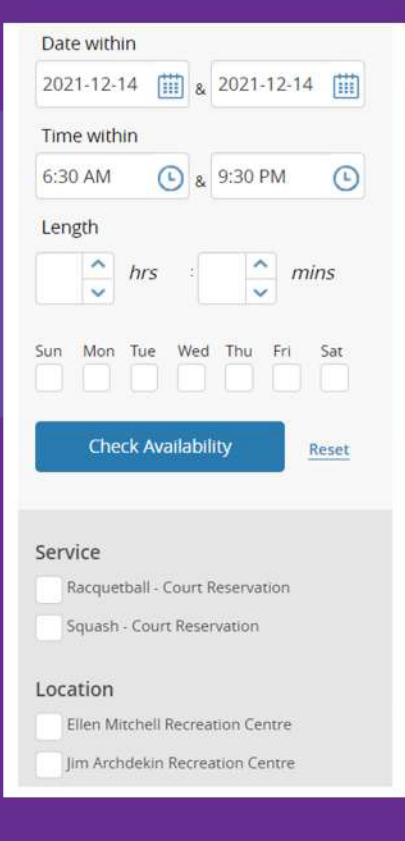 Date within
2021-12-14 & 2021-12-14
Time within
6:30 AM & 9:30 PM
Length
hrs : mins
Sun Mon Tue Wed Thu Fri Sat
Check Availability Reset
Service
Racquetball - Court Reservation
Squash - Court Reservation
Location
Ellen Mitchell Recreation Centre
Jim Archdekin Recreation Centre